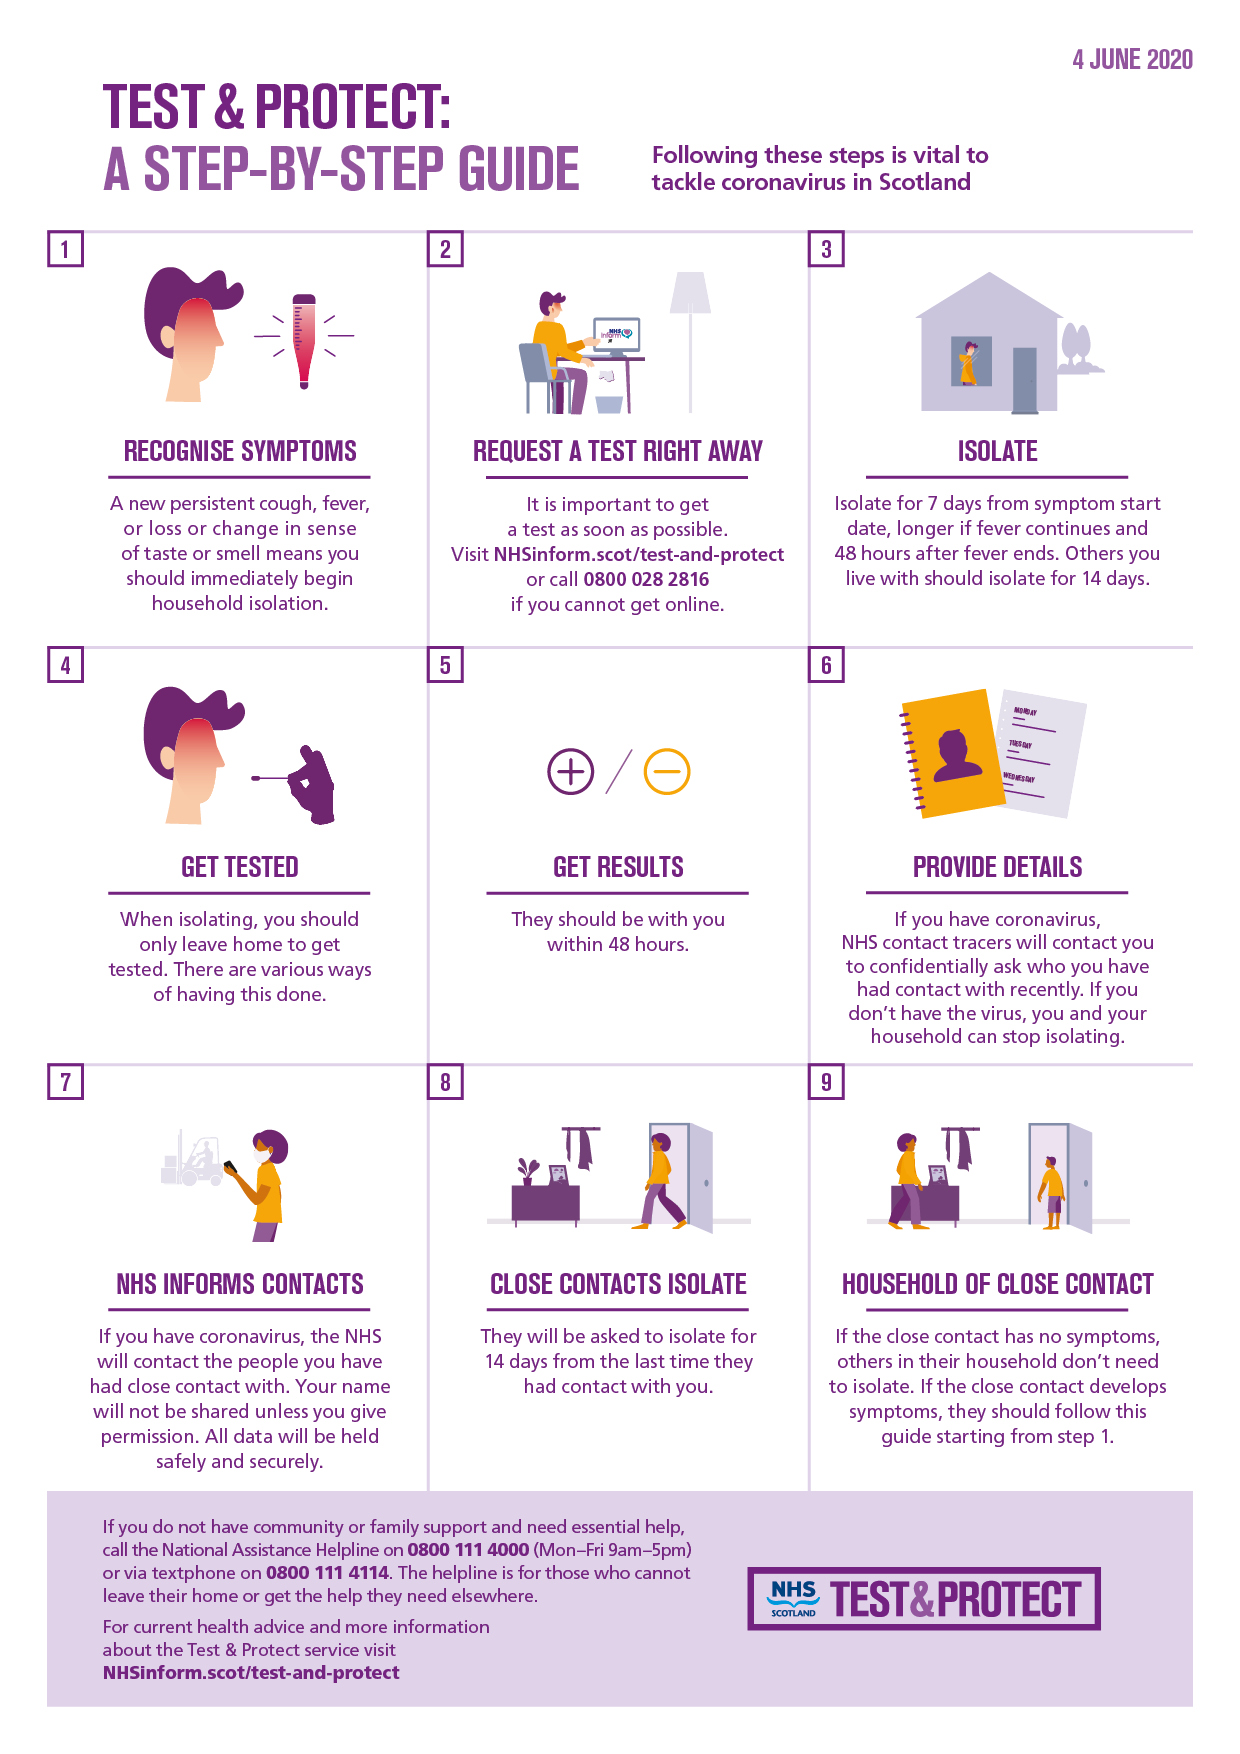 4 JUNE 2020
TEST & PROTECT:
A STEP-BY-STEP GUIDE
Following these steps is vital to
tackle coronavirus in Scotland
1
RECOGNISE SYMPTOMS
A new persistent cough, fever,
or loss or change in sense
of taste or smell means you
should immediately begin
household isolation.
2
NHS
inform
REQUEST A TEST RIGHT AWAY
It is important to get
a test as soon as possible.
Visit NHSinform.scot/test-and-protect
or call 0800 028 2816
if you cannot get online.
3
ISOLATE
Isolate for 7 days from symptom start
date, longer if fever continues and
48 hours after fever ends. Others you
live with should isolate for 14 days.
4
GET TESTED
When isolating, you should
only leave home to get
tested. There are various ways
of having this done.
5
GET RESULTS
They should be with you
within 48 hours.
6
MONDAY
TUESDAY
WEDNESDAY
PROVIDE DETAILS
If you have coronavirus,
NHS contact tracers will contact you
to confidentially ask who you have
had contact with recently. If you
don't have the virus, you and your
household can stop isolating.
7
NHS INFORMS CONTACTS
If you have coronavirus, the NHS
will contact the people you have
had close contact with. Your name
will not be shared unless you give
permission. All data will be held
safely and securely.
8
CLOSE CONTACTS ISOLATE
They will be asked to isolate for
14 days from the last time they
had contact with you.
9
HOUSEHOLD OF CLOSE CONTACT
If the close contact has no symptoms,
others in their household don't need
to isolate. If the close contact develops
symptoms, they should follow this
guide starting from step 1.
If you do not have community or family support and need essential help,
call the National Assistance Helpline on 0800 111 4000 (Mon–Fri 9am–5pm)
or via textphone on 0800 111 4114. The helpline is for those who cannot
leave their home or get the help they need elsewhere.
For current health advice and more information
about the Test & Protect service visit
NHSinform.scot/test-and-protect
NHS
SCOTLAND
TEST&PROTECT